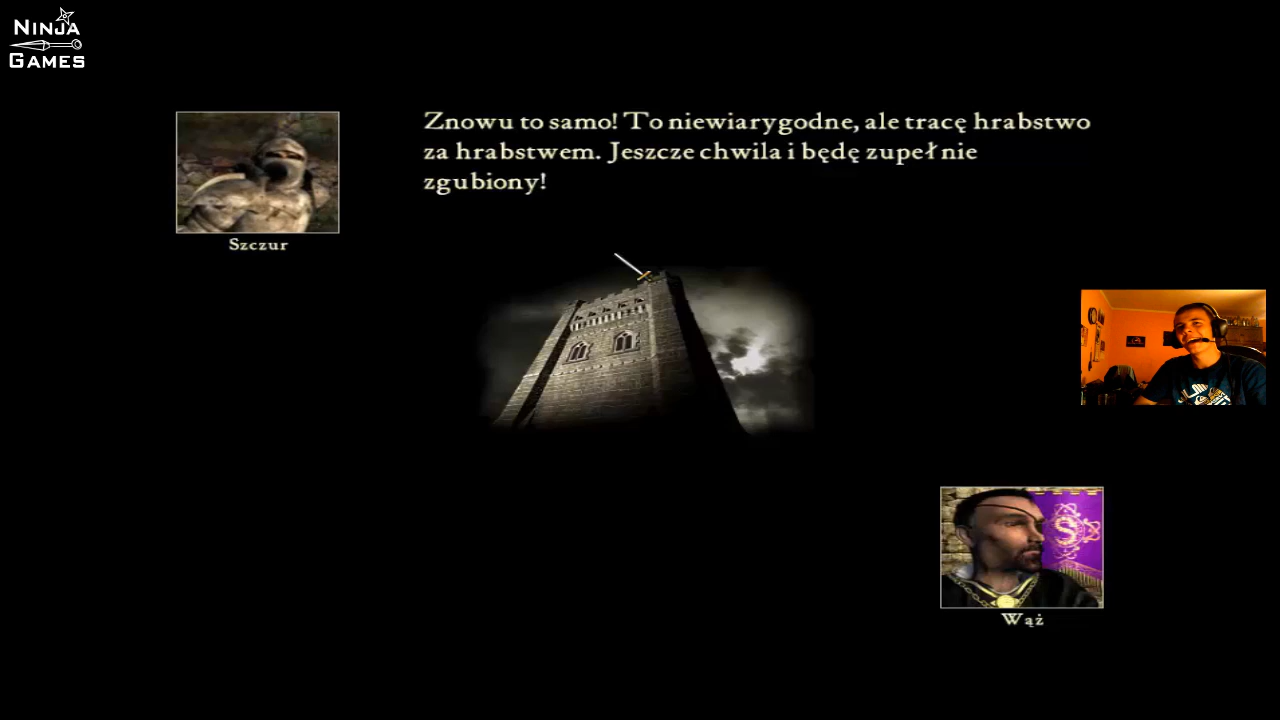 NINJA
GAMES
Znowu to samo! To niewiarygodne, ale tracę hrabstwo
za hrabstwem. Jeszcze chwila i będę zupełnie
zgubiony!
Szczur
S
Wąż